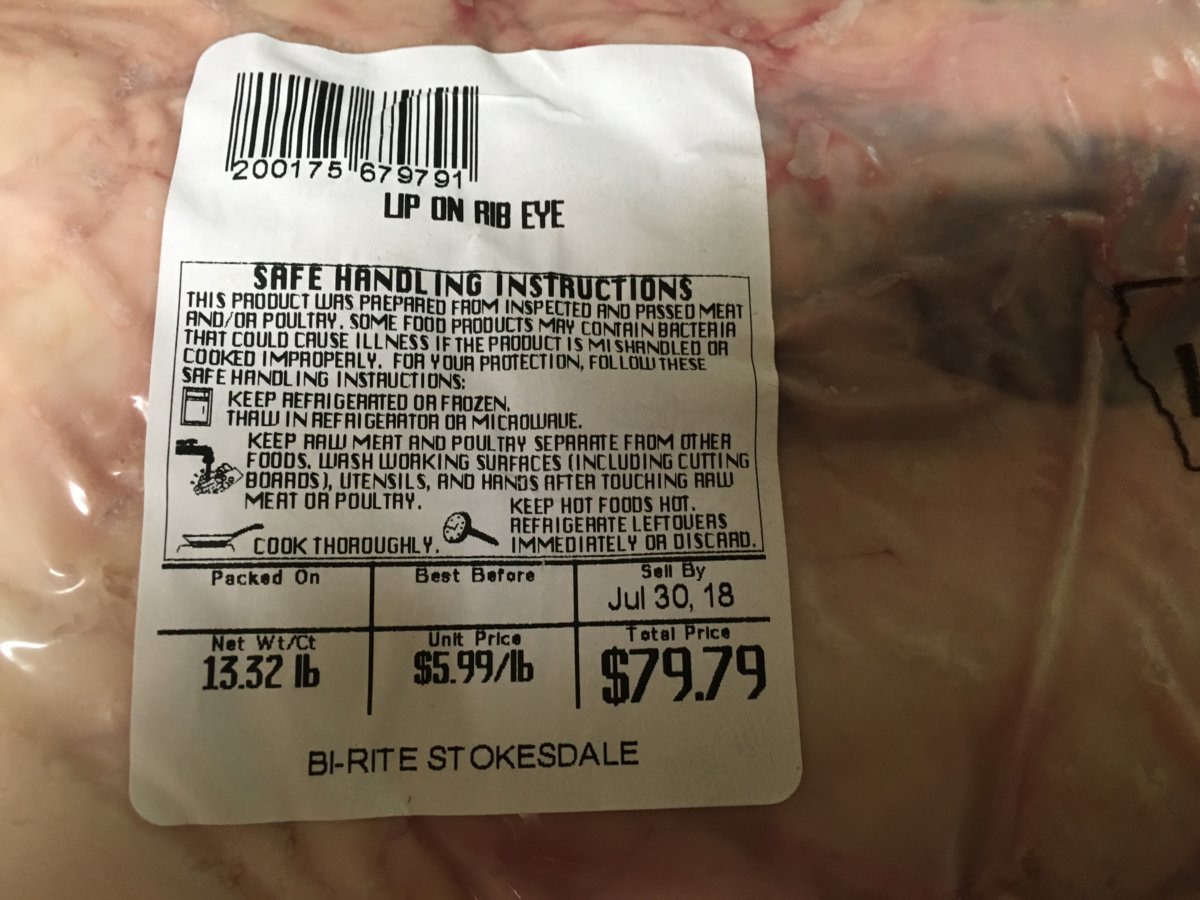 200175 679791
LIP ON RIB EYE
SAFE HANDLING INSTRUCTIONS
THIS PRODUCT WAS PREPARED FROM INSPECTED AND PASSED MEAT
AND/OR POULTRY. SOME FOOD PRODUCTS MAY CONTAIN BACTERIA
THAT COULD CAUSE ILLNESS IF THE PRODUCT IS MISHANDLED OR
COOKED IMPROPERLY. FOR YOUR PROTECTION, FOLLOW THESE
SAFE HANDLING INSTRUCTIONS:
KEEP REFRIGERATED OR FROZEN.
THAW IN REFRIGERATOR OR MICROWAVE.
KEEP RAW MEAT AND POULTRY SEPARATE FROM OTHER
FOODS. WASH WORKING SURFACES (INCLUDING CUTTING
BOARDS), UTENSILS, AND HANDS AFTER TOUCHING RAW
MEAT OR POULTRY.
COOK THOROUGHLY.
KEEP HOT FOODS HOT.
REFRIGERATE LEFTOVERS
IMMEDIATELY OR DISCARD.
Packed On Best Before Sell By
Jul 30, 18
Net Wt/Ct Unit Price Total Price
13.32 lb $5.99/lb $79.79
BI-RITE STOKESDALE